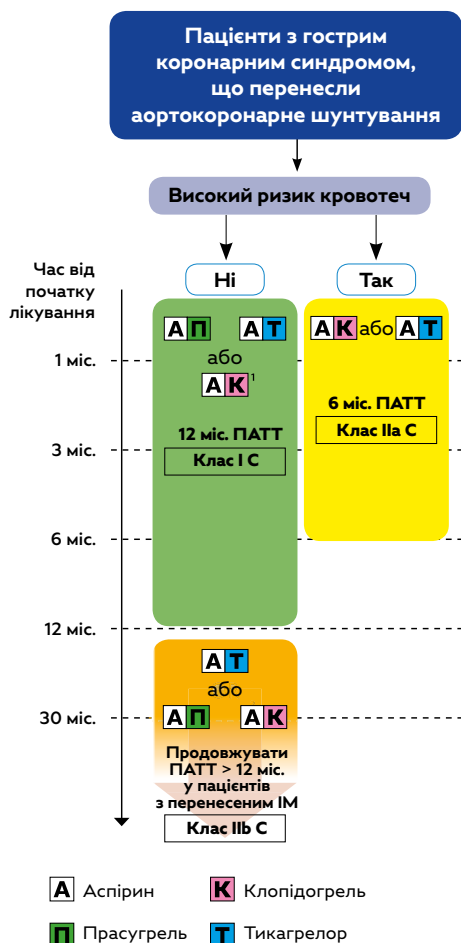 Пацієнти з гострим
коронарним синдромом,
що перенесли
аортокоронарне шунтування
Високий ризик кровотеч
Час від
початку
лікування
Ні
Так
А П А Т
або
А К ¹
А К або А Т
1 міс.
12 міс. ПАТТ
Клас I C
6 міс. ПАТТ
Клас IIa C
3 міс.
6 міс.
12 міс.
А Т
або
А П А К
30 міс.
Продовжувати
ПАТТ > 12 міс.
у пацієнтів
з перенесеним ІМ
Клас IIb C
А Аспірин
К Клопідогрель
П Прасугрель
Т Тикагрелор